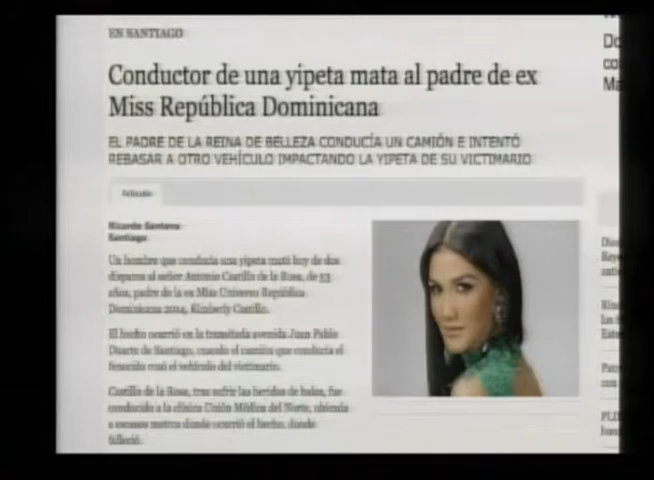 EN SANTIAGO
Conductor de una yipeta mata al padre de ex
Miss República Dominicana
EL PADRE DE LA REINA DE BELLEZA CONDUCÍA UN CAMIÓN E INTENTÓ
REBASAR A OTRO VEHÍCULO IMPACTANDO LA YIPETA DE SU VICTIMARIO
Artículo
Ricardo Santana
Santiago
Un hombre que conducía una yipeta mató hoy de dos
disparos al señor Antonio Castillo de la Rosa, de 53
años, padre de la ex Miss Universo República
Dominicana 2014, Kimberly Castillo.
El hecho ocurrió en la transitada avenida Juan Pablo
Duarte de Santiago, cuando el camión que conducía el
fenecido rozó el vehículo del victimario.
Castillo de la Rosa, tras sufrir las heridas de balas, fue
conducido a la clínica Unión Médica del Norte, ubicada
a escasos metros donde ocurrió el hecho, donde
falleció.
Do
co
Ma